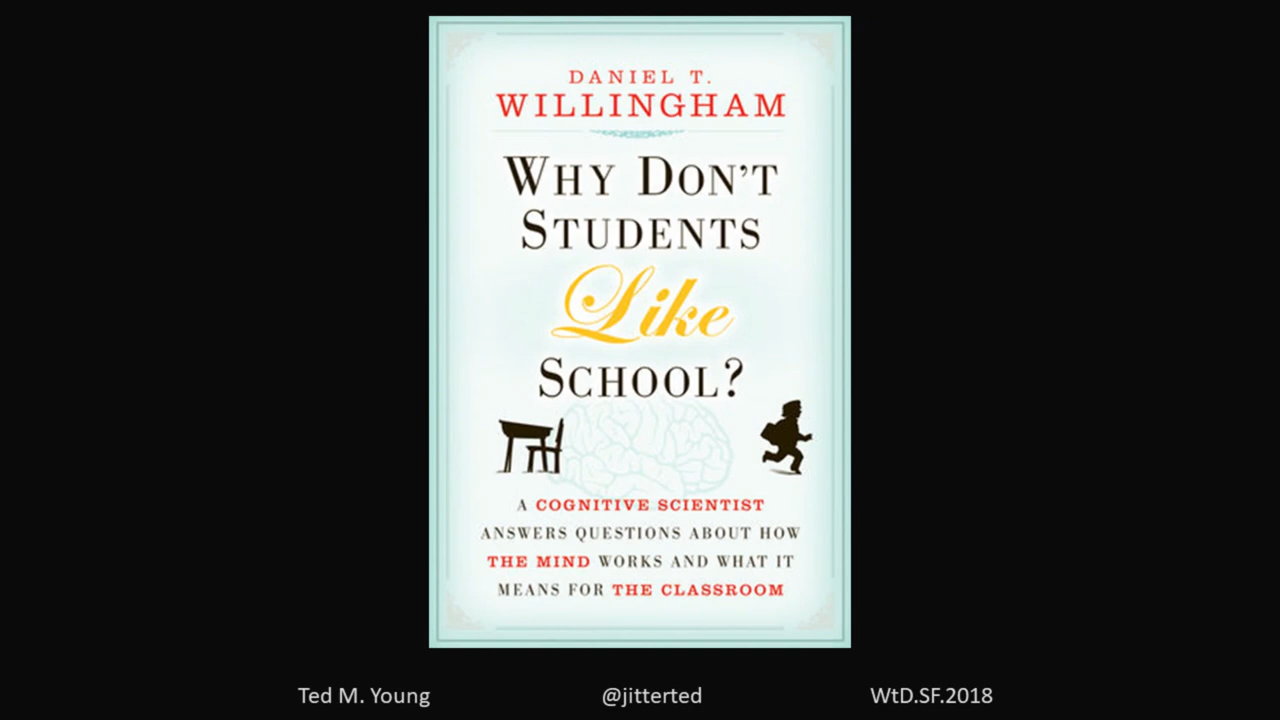 DANIEL T.
WILLINGHAM
WHY DON'T
STUDENTS
Like
SCHOOL?
A COGNITIVE SCIENTIST
ANSWERS QUESTIONS ABOUT HOW
THE MIND WORKS AND WHAT IT
MEANS FOR THE CLASSROOM
Ted M. Young @jitterted WtD.SF.2018